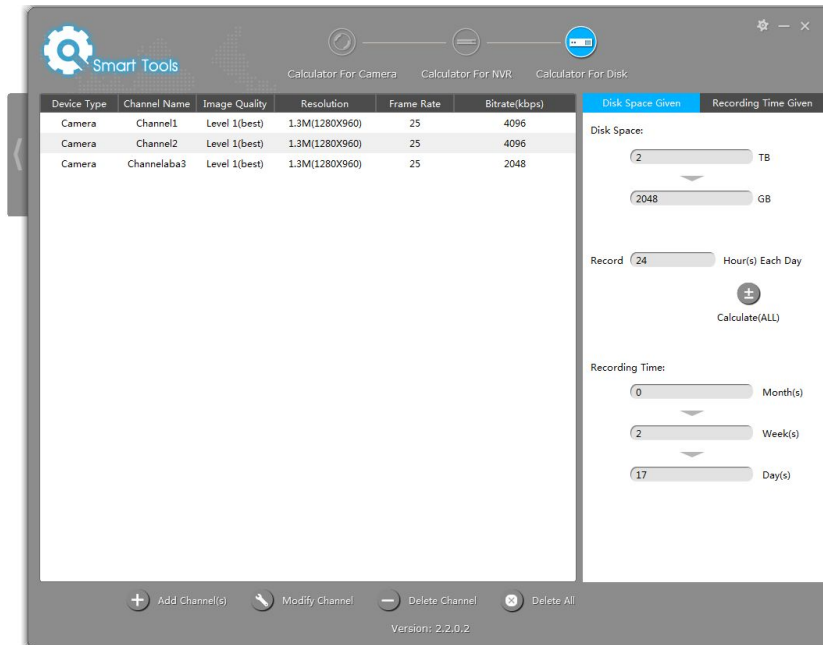 Smart Tools
Calculator For Camera Calculator For NVR Calculator For Disk
Device Type Channel Name Image Quality Resolution Frame Rate Bitrate(kbps)
Camera Channel1 Level 1(best) 1.3M(1280X960) 25 4096
Camera Channel2 Level 1(best) 1.3M(1280X960) 25 4096
Camera Channelaba3 Level 1(best) 1.3M(1280X960) 25 2048
Disk Space Given Recording Time Given
Disk Space:
2 TB
2048 GB
Record 24 Hour(s) Each Day
Calculate(ALL)
Recording Time:
0 Month(s)
2 Week(s)
17 Day(s)
Add Channel(s) Modify Channel Delete Channel Delete All
Version: 2.2.0.2